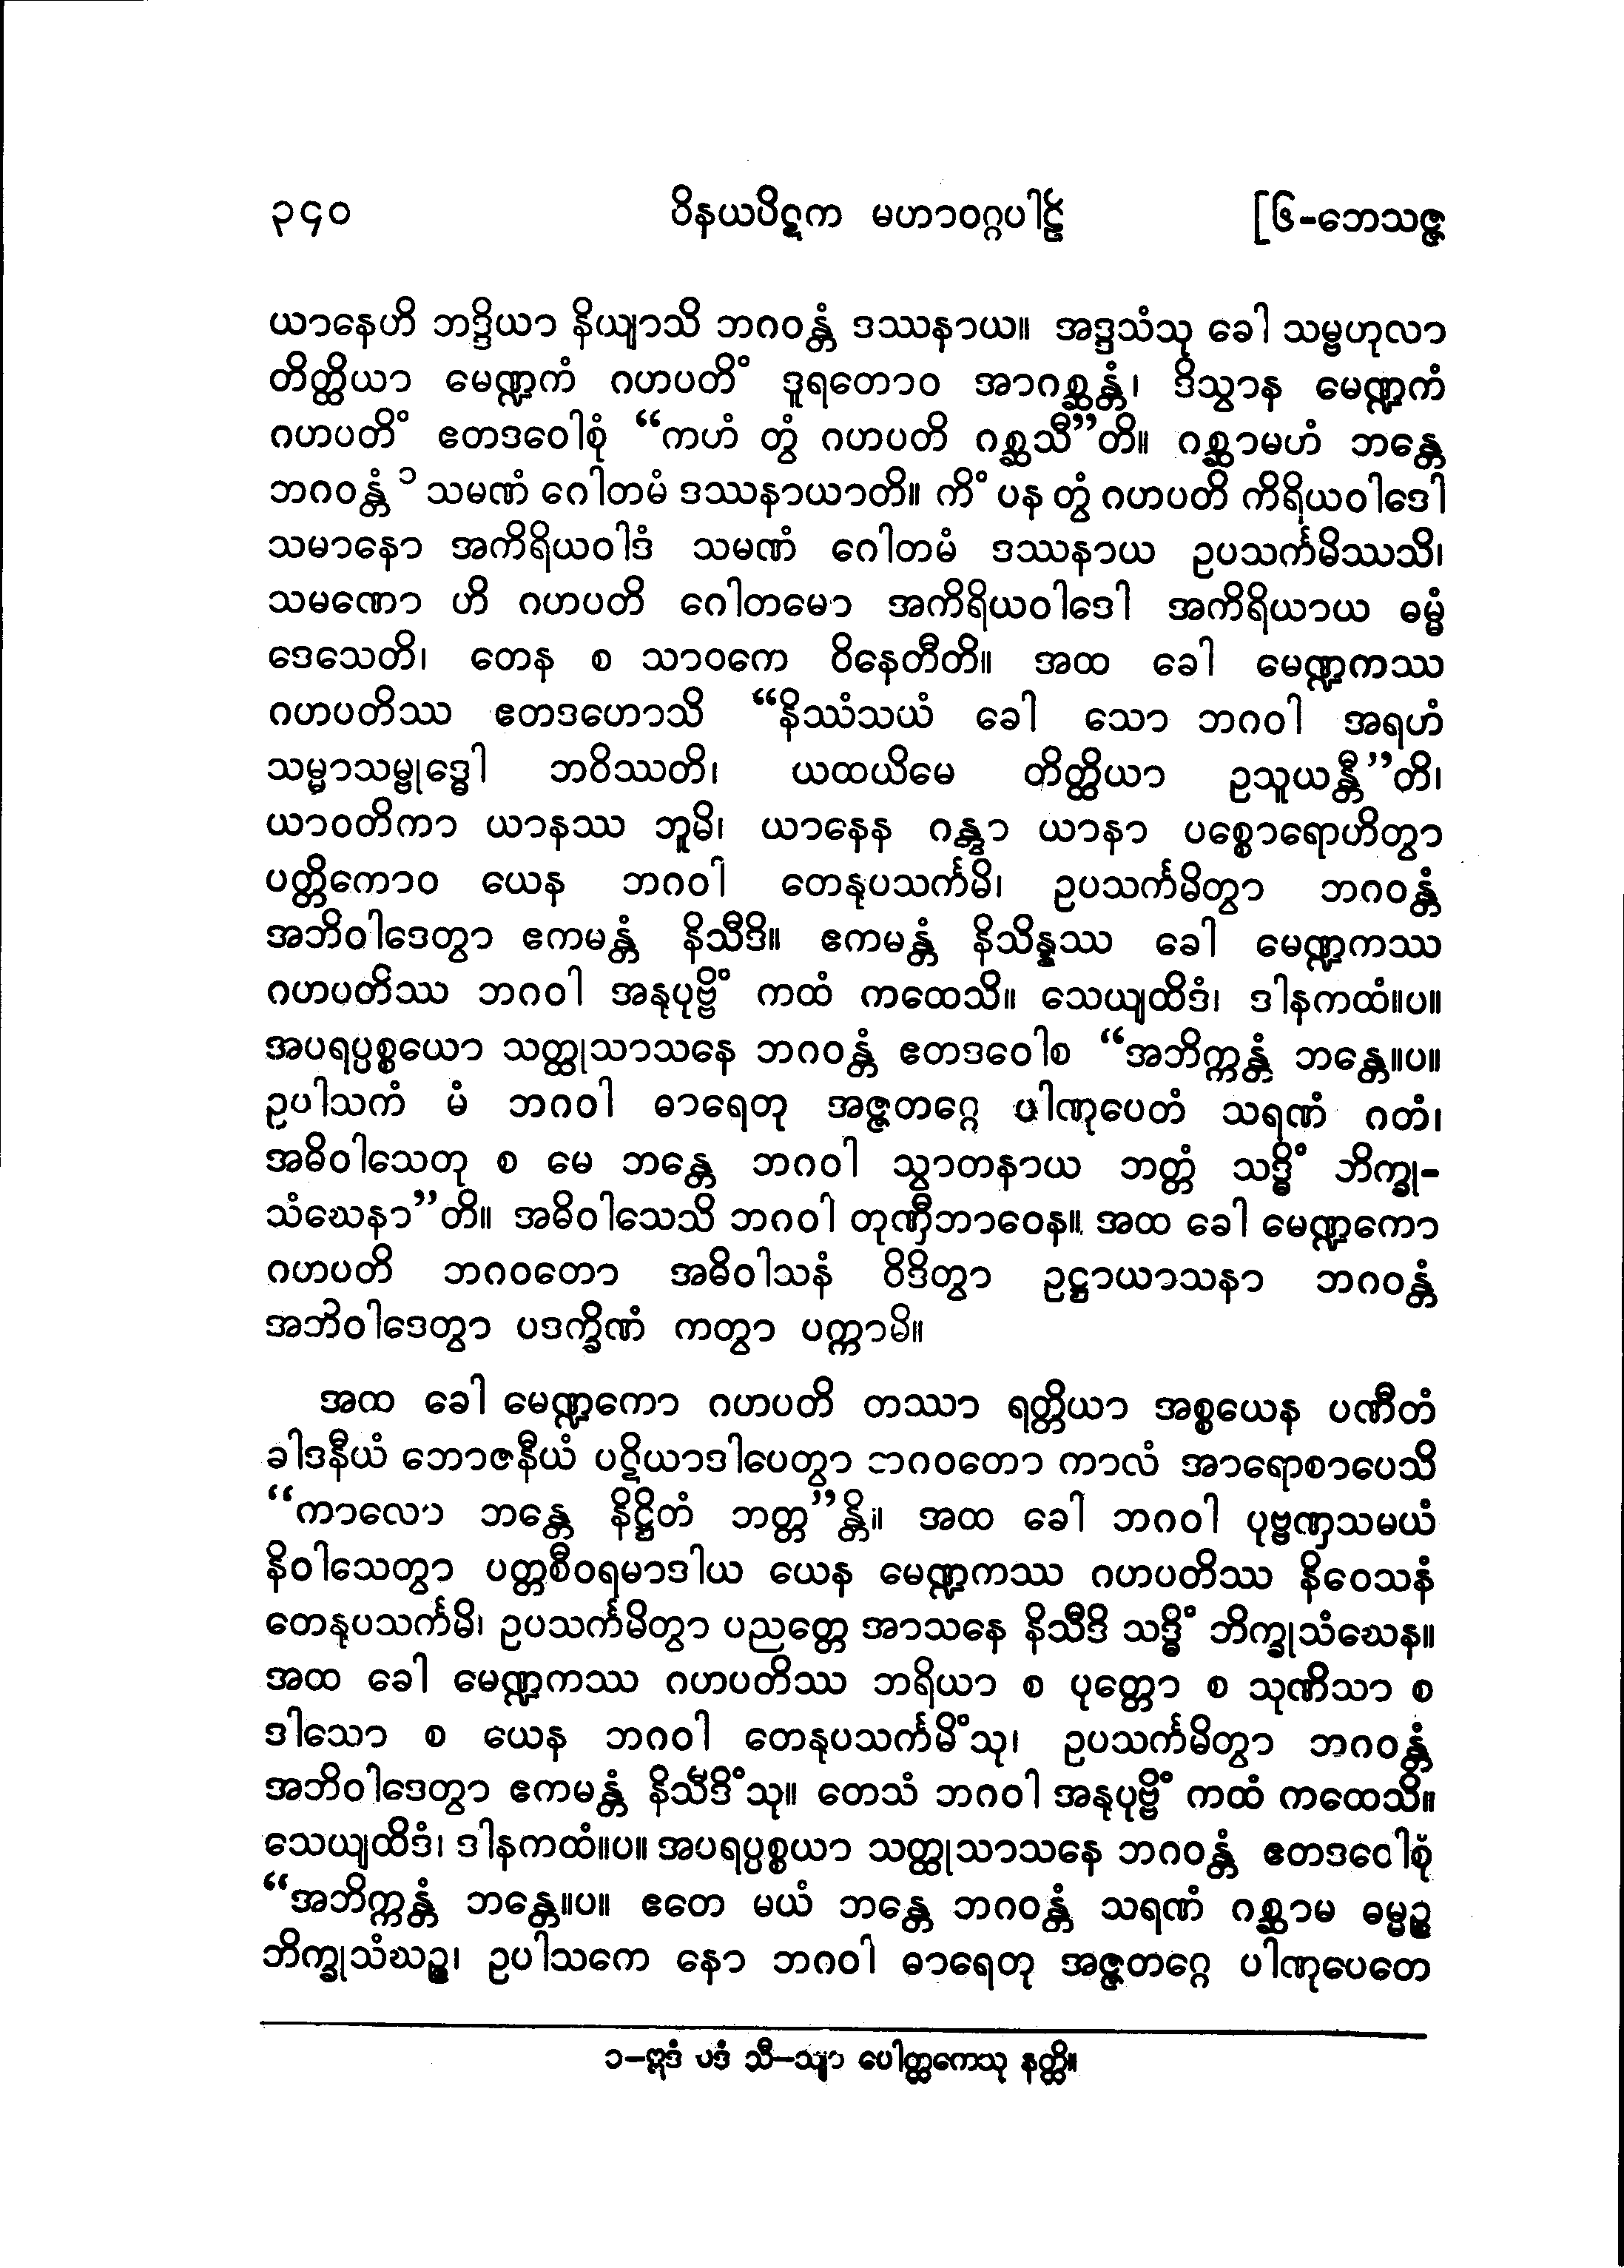 ၃၄၀ ဝိနယပိဋက မဟာဝဂ္ဂပါဠိ [၆-ဘေသဇ္ဇ
ယာနေဟိ ဘဒ္ဒိယာ နိယျာသိ ဘဂဝန္တံ ဒဿနာယ။ အဒ္ဒသံသု ခေါ သမ္ဗဟုလာ
တိတ္ထိယာ မေဏ္ဍကံ ဂဟပတိံ ဒူရတောဝ အာဂစ္ဆန္တံ၊ ဒိသွာန မေဏ္ဍကံ
ဂဟပတိံ ဧတဒဝေါစုံ “ကဟံ တွံ ဂဟပတိ ဂစ္ဆသီ”တိ။ ဂစ္ဆာမဟံ ဘန္တေ
ဘဂဝန္တံ ၁ သမဏံ ဂေါတမံ ဒဿနာယာတိ။ ကိံ ပန တွံ ဂဟပတိ ကိရိယဝါဒေါ
သမာနော အကိရိယဝါဒံ သမဏံ ဂေါတမံ ဒဿနာယ ဥပသင်္ကမိဿသိ၊
သမဏော ဟိ ဂဟပတိ ဂေါတမော အကိရိယဝါဒေါ အကိရိယာယ ဓမ္မံ
ဒေသေတိ၊ တေန စ သာဝကေ ဝိနေတီတိ။ အထ ခေါ မေဏ္ဍကဿ
ဂဟပတိဿ ဧတဒဟောသိ “နိဿံသယံ ခေါ သော ဘဂဝါ အရဟံ
သမ္မာသမ္ဗုဒ္ဓေါ ဘဝိဿတိ၊ ယထယိမေ တိတ္ထိယာ ဥသူယန္တီ”တိ၊
ယာဝတိကာ ယာနဿ ဘူမိ၊ ယာနေန ဂန္တွာ ယာနာ ပစ္စောရောဟိတွာ
ပတ္တိကောဝ ယေန ဘဂဝါ တေနုပသင်္ကမိ၊ ဥပသင်္ကမိတွာ ဘဂဝန္တံ
အဘိဝါဒေတွာ ဧကမန္တံ နိသီဒိ။ ဧကမန္တံ နိသိန္နဿ ခေါ မေဏ္ဍကဿ
ဂဟပတိဿ ဘဂဝါ အနုပုဗ္ဗိံ ကထံ ကထေသိ။ သေယျထိဒံ၊ ဒါနကထံ။ပ။
အပရပ္ပစ္စယော သတ္ထုသာသနေ ဘဂဝန္တံ ဧတဒဝေါစ “အဘိက္ကန္တံ ဘန္တေ။ပ။
ဥပါသကံ မံ ဘဂဝါ ဓာရေတု အဇ္ဇတဂ္ဂေ ပါဏုပေတံ သရဏံ ဂတံ၊
အဓိဝါသေတု စ မေ ဘန္တေ ဘဂဝါ သွာတနာယ ဘတ္တံ သဒ္ဓိံ ဘိက္ခု-
သံဃေနာ”တိ။ အဓိဝါသေသိ ဘဂဝါ တုဏှီဘာဝေန။ အထ ခေါ မေဏ္ဍကော
ဂဟပတိ ဘဂဝတော အဓိဝါသနံ ဝိဒိတွာ ဥဋ္ဌာယာသနာ ဘဂဝန္တံ
အဘိဝါဒေတွာ ပဒက္ခိဏံ ကတွာ ပက္ကာမိ။
အထ ခေါ မေဏ္ဍကော ဂဟပတိ တဿာ ရတ္တိယာ အစ္စယေန ပဏီတံ
ခါဒနီယံ ဘောဇနီယံ ပဋိယာဒါပေတွာ ဘဂဝတော ကာလံ အာရောစာပေသိ
“ကာလော ဘန္တေ နိဋ္ဌိတံ ဘတ္တ”န္တိ။ အထ ခေါ ဘဂဝါ ပုဗ္ဗဏှသမယံ
နိဝါသေတွာ ပတ္တစီဝရမာဒါယ ယေန မေဏ္ဍကဿ ဂဟပတိဿ နိဝေသနံ
တေနုပသင်္ကမိ၊ ဥပသင်္ကမိတွာ ပညတ္တေ အာသနေ နိသီဒိ သဒ္ဓိံ ဘိက္ခုသံဃေန။
အထ ခေါ မေဏ္ဍကဿ ဂဟပတိဿ ဘရိယာ စ ပုတ္တော စ သုဏိသာ စ
ဒါသော စ ယေန ဘဂဝါ တေနုပသင်္ကမိံသု၊ ဥပသင်္ကမိတွာ ဘဂဝန္တံ
အဘိဝါဒေတွာ ဧကမန္တံ နိသီဒိံသု။ တေသံ ဘဂဝါ အနုပုဗ္ဗိံ ကထံ ကထေသိ။
သေယျထိဒံ၊ ဒါနကထံ။ပ။ အပရပ္ပစ္စယာ သတ္ထုသာသနေ ဘဂဝန္တံ ဧတဒဝေါစုံ
“အဘိက္ကန္တံ ဘန္တေ။ပ။ ဧတေ မယံ ဘန္တေ ဘဂဝန္တံ သရဏံ ဂစ္ဆာမ ဓမ္မဉ္စ
ဘိက္ခုသံဃဉ္စ၊ ဥပါသကေ နော ဘဂဝါ ဓာရေတု အဇ္ဇတဂ္ဂေ ပါဏုပေတေ
၁–ဣဒံ ပဒံ သီ–သျာ ပေါတ္ထကေသု နတ္ထိ။